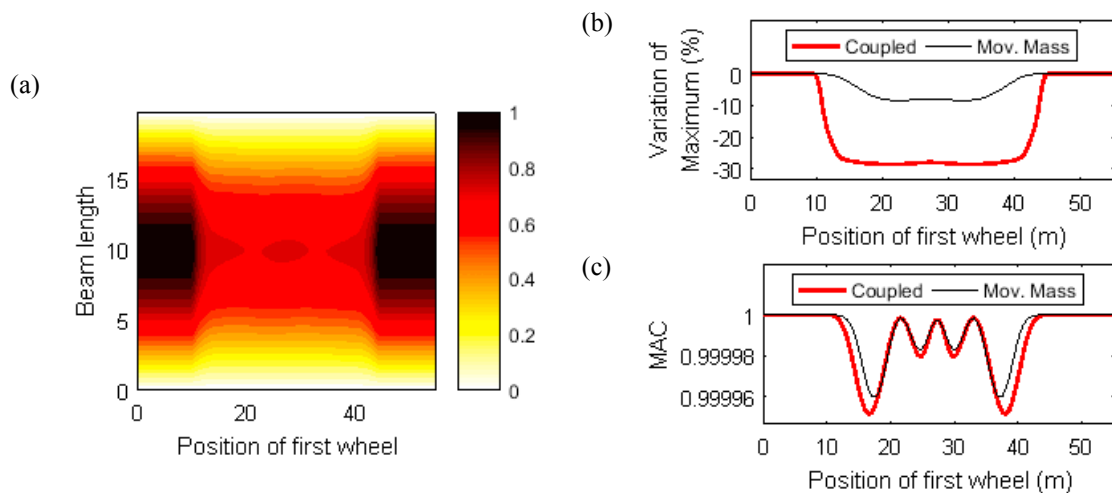 (a)
Beam length
15
10
5
0
0
20
40
Position of first wheel
1
0.8
0.6
0.4
0.2
0
(b)
Variation of
Maximum (%)
Coupled
Mov. Mass
0
-10
-20
-30
0
10
20
30
40
50
Position of first wheel (m)
(c)
MAC
Coupled
Mov. Mass
1
0.99998
0.99996
0
10
20
30
40
50
Position of first wheel (m)